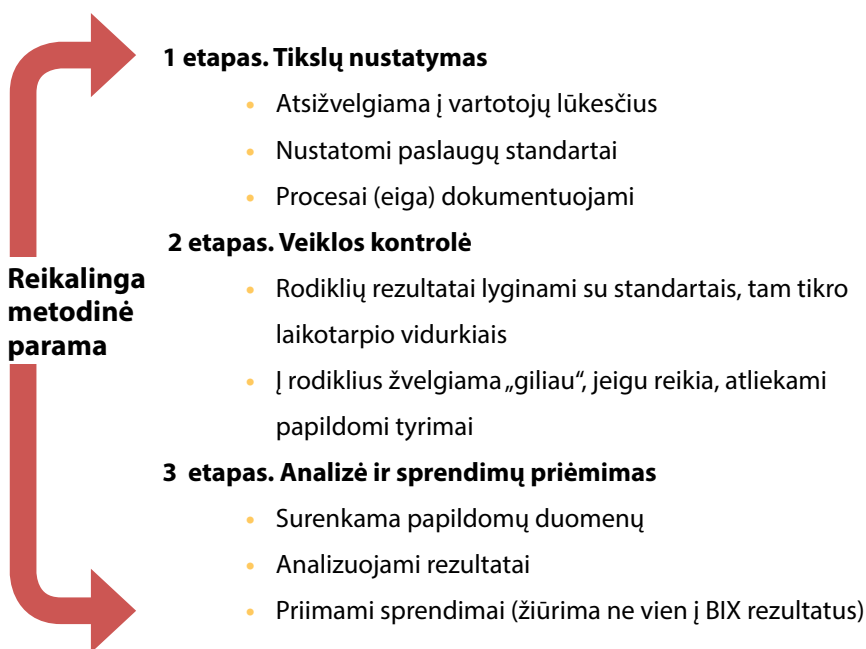 1 etapas. Tikslų nustatymas
• Atsižvelgiama į vartotojų lūkesčius
• Nustatomi paslaugų standartai
• Procesai (eiga) dokumentuojami
2 etapas. Veiklos kontrolė
Reikalinga
metodinė
parama
• Rodiklių rezultatai lyginami su standartais, tam tikro
laikotarpio vidurkiais
• Į rodiklius žvelgiama „giliau“, jeigu reikia, atliekami
papildomi tyrimai
3 etapas. Analizė ir sprendimų priėmimas
• Surenkama papildomų duomenų
• Analizuojami rezultatai
• Priimami sprendimai (žiūrima ne vien į BIX rezultatus)